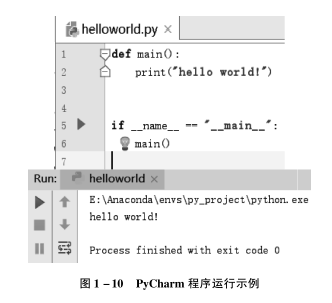 helloworld.py ×
1 def main():
2 print("hello world!")
3
4
5 if __name__ == "__main__":
6 main()
7
Run: helloworld ×
E:\Anaconda\envs\py_project\python.exe
hello world!
Process finished with exit code 0
图 1-10 PyCharm 程序运行示例